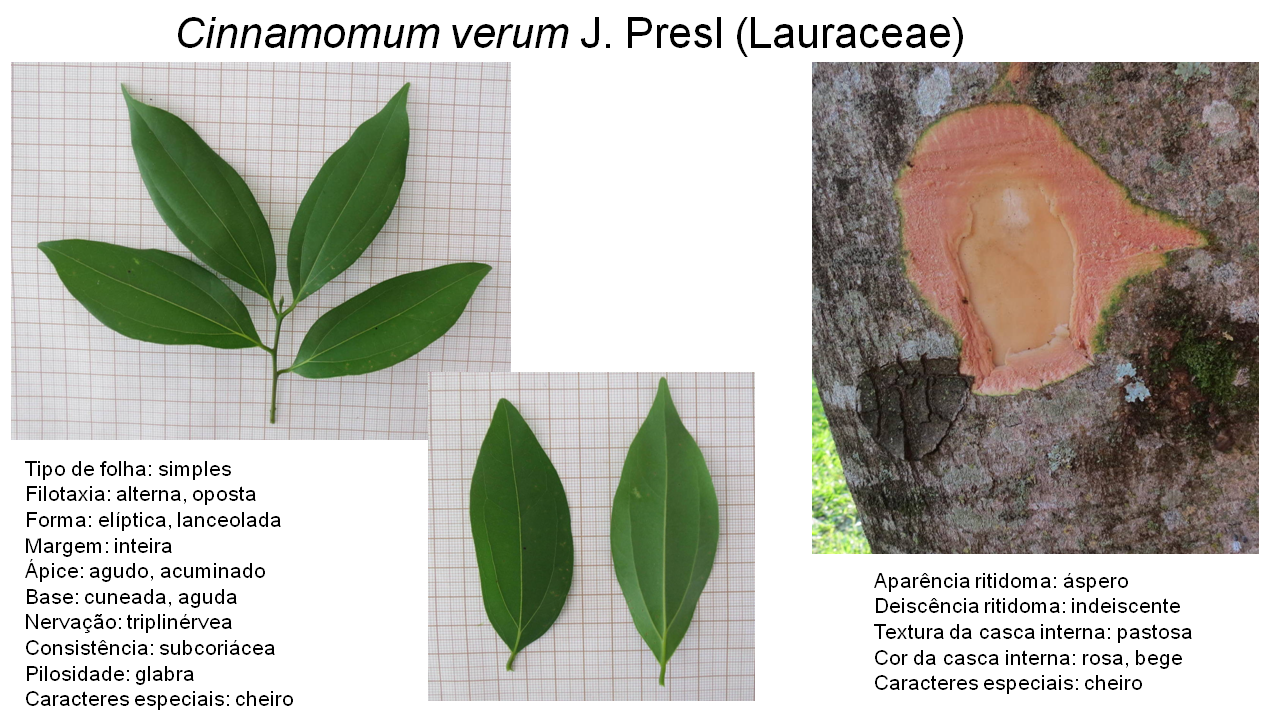 Cinnamomum verum J. Presl (Lauraceae)
Tipo de folha: simples
Filotaxia: alterna, oposta
Forma: elíptica, lanceolada
Margem: inteira
Ápice: agudo, acuminado
Base: cuneada, aguda
Nervação: triplinérvea
Consistência: subcoriácea
Pilosidade: glabra
Caracteres especiais: cheiro
Aparência ritidoma: áspero
Deiscência ritidoma: indeiscente
Textura da casca interna: pastosa
Cor da casca interna: rosa, bege
Caracteres especiais: cheiro